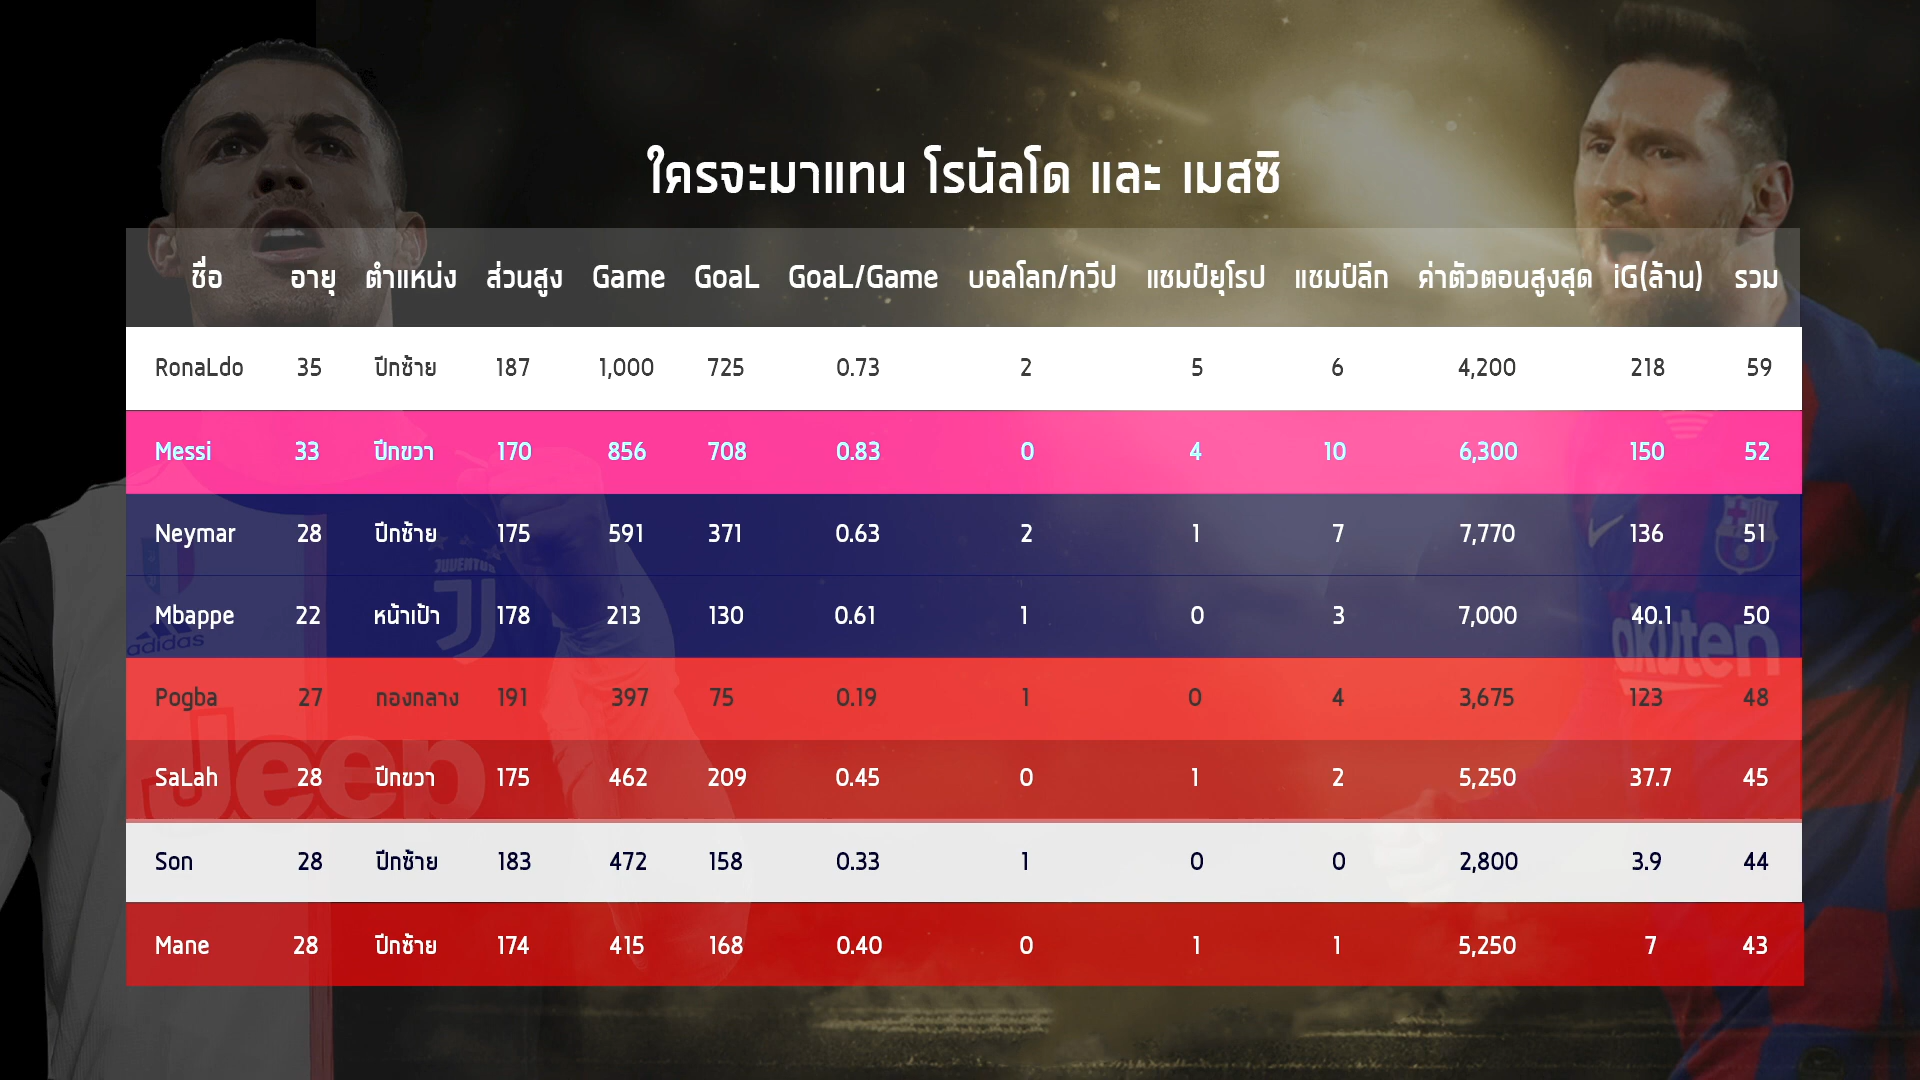 ใครจะมาแทน โรนัลโด และ เมสซิ
ชื่อ อายุ ตำแหน่ง ส่วนสูง Game GoaL GoaL/Game บอลโลก/ทวีป แชมป์ยุโรป แชมป์ลีก ค่าตัวตอนสูงสุด iG(ล้าน) รวม
RonaLdo 35 ปีกซ้าย 187 1,000 725 0.73 2 5 6 4,200 218 59
Messi 33 ปีกขวา 170 856 708 0.83 0 4 10 6,300 150 52
Neymar 28 ปีกซ้าย 175 591 371 0.63 2 1 7 7,770 136 51
Mbappe 22 หน้าเป้า 178 213 130 0.61 1 0 3 7,000 40.1 50
Pogba 27 กองกลาง 191 397 75 0.19 1 0 4 3,675 123 48
SaLah 28 ปีกขวา 175 462 209 0.45 0 1 2 5,250 37.7 45
Son 28 ปีกซ้าย 183 472 158 0.33 1 0 0 2,800 3.9 44
Mane 28 ปีกซ้าย 174 415 168 0.40 0 1 1 5,250 7 43
JUVENTUS
adidas
Jeep
akuten